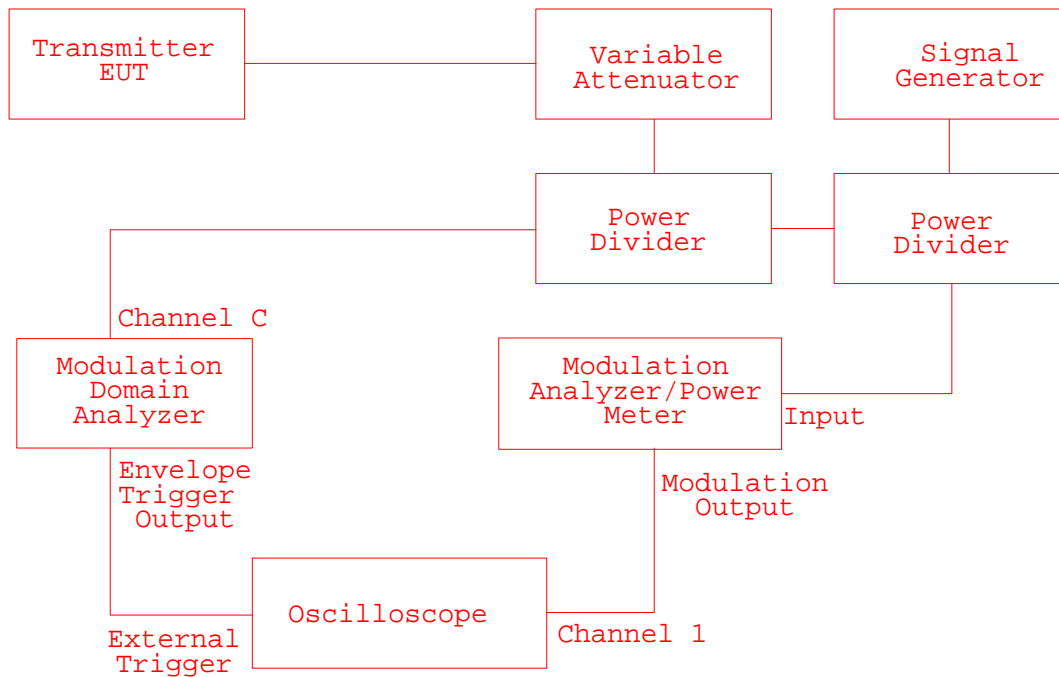 Transmitter
EUT
Variable
Attenuator
Signal
Generator
Power
Divider
Power
Divider
Channel C
Modulation
Domain
Analyzer
Modulation
Analyzer/Power
Meter
Input
Envelope
Trigger
Output
Modulation
Output
Oscilloscope
External
Trigger
Channel 1